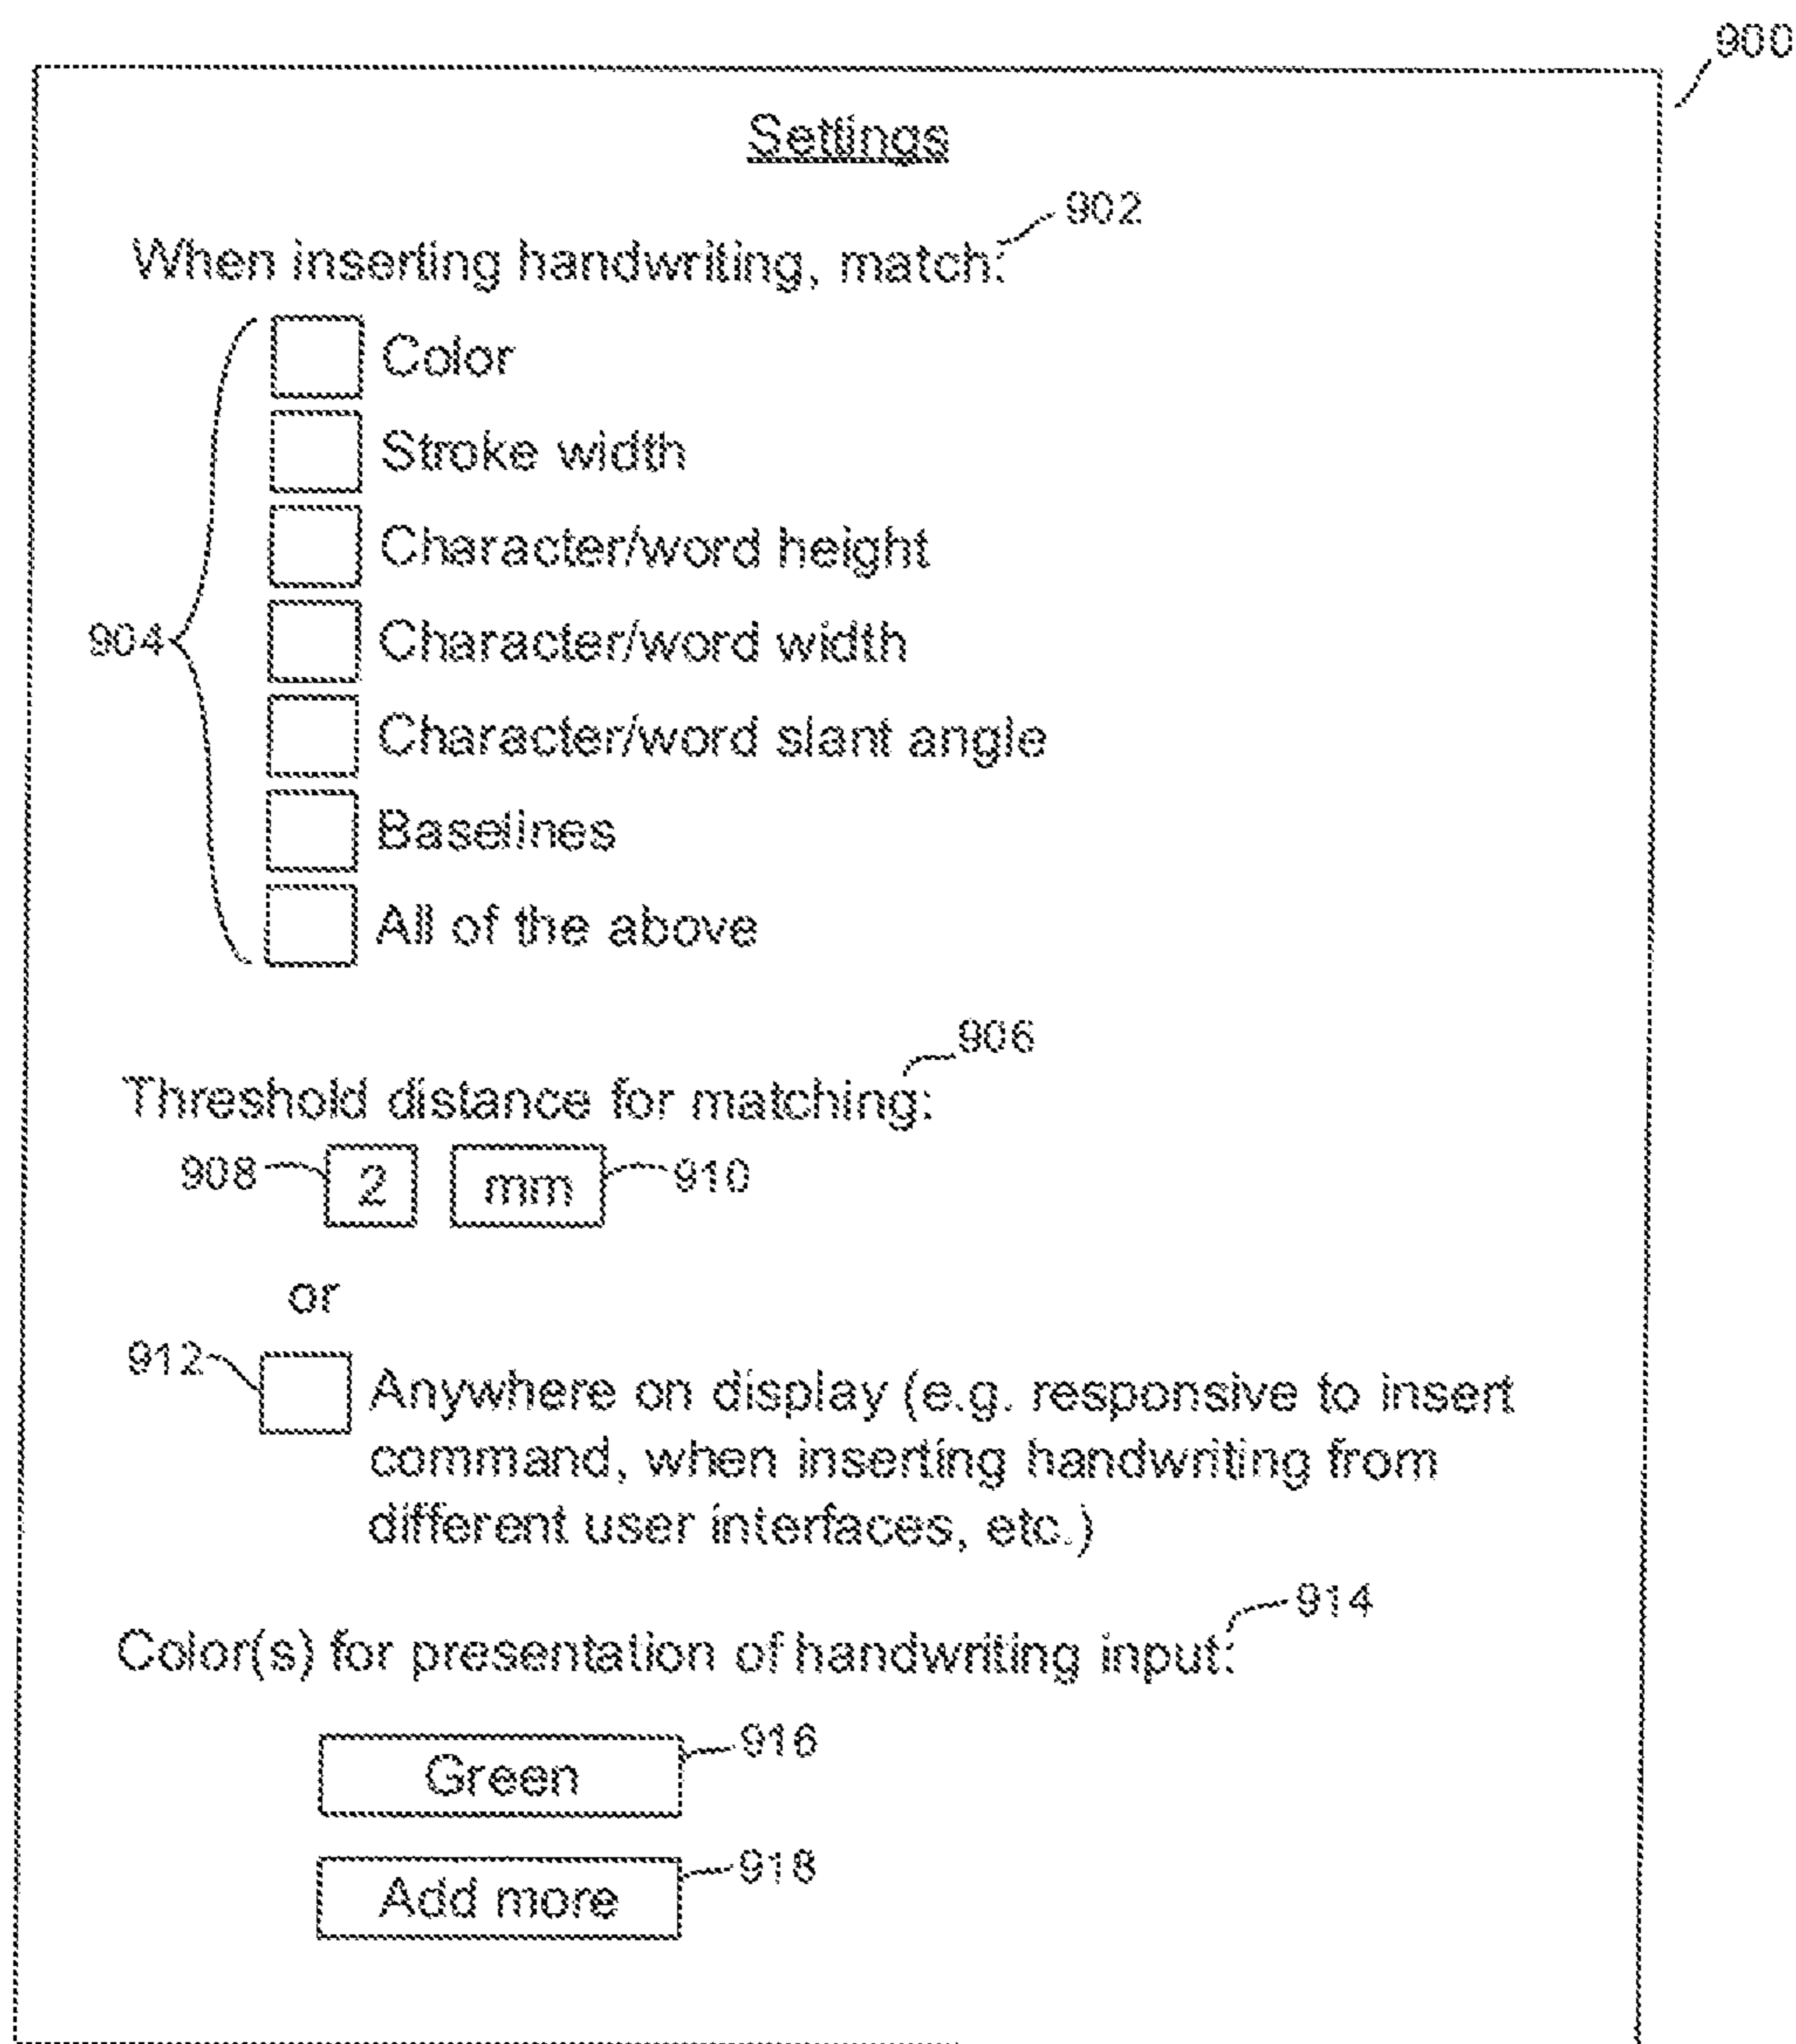 900
Settings
902
When inserting handwriting, match:
Color
Stroke width
Character/word height
904
Character/word width
Character/word slant angle
Baselines
All of the above
906
Threshold distance for matching:
908 2 mm 910
or
912
Anywhere on display (e.g. responsive to insert
command, when inserting handwriting from
different user interfaces, etc.)
914
Color(s) for presentation of handwriting input:
916
Green
918
Add more